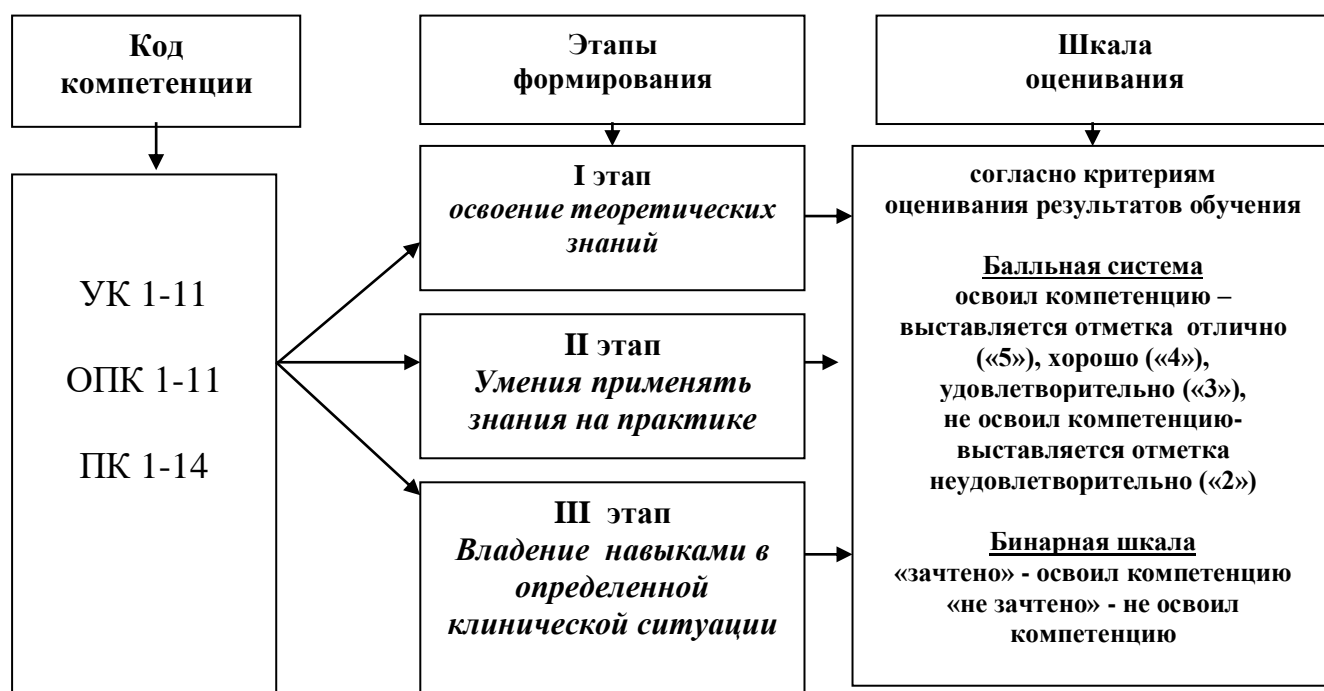 Код
компетенции
Этапы
формирования
Шкала
оценивания
УК 1-11
ОПК 1-11
ПК 1-14
I этап
освоение теоретических
знаний
II этап
Умения применять
знания на практике
III этап
Владение навыками в
определенной
клинической ситуации
согласно критериям
оценивания результатов обучения
Балльная система
освоил компетенцию –
выставляется отметка отлично
(«5»), хорошо («4»),
удовлетворительно («3»),
не освоил компетенцию-
выставляется отметка
неудовлетворительно («2»)
Бинарная шкала
«зачтено» - освоил компетенцию
«не зачтено» - не освоил
компетенцию